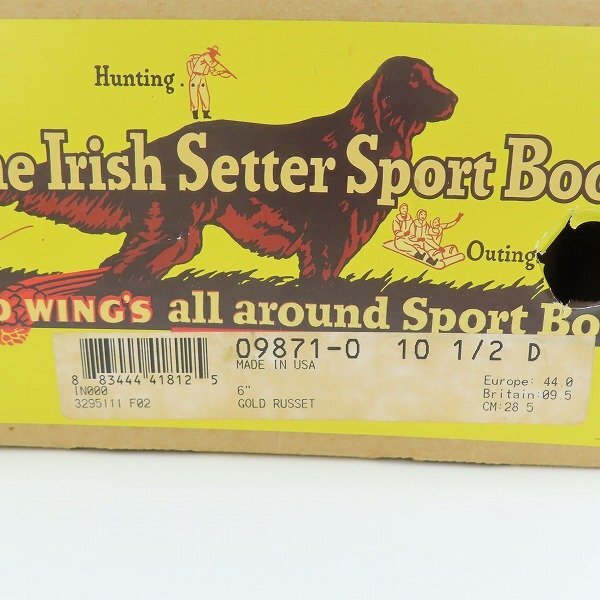 Hunting.
he Irish Setter Sport Boo
Outing
D WING'S all around Sport Bo
09871-0 10 1/2 D
MADE IN USA
8 83444 41812 5
IN000
3295111 F02
6"
GOLD RUSSET
Europe: 44.0
Britain:09.5
CM:28.5